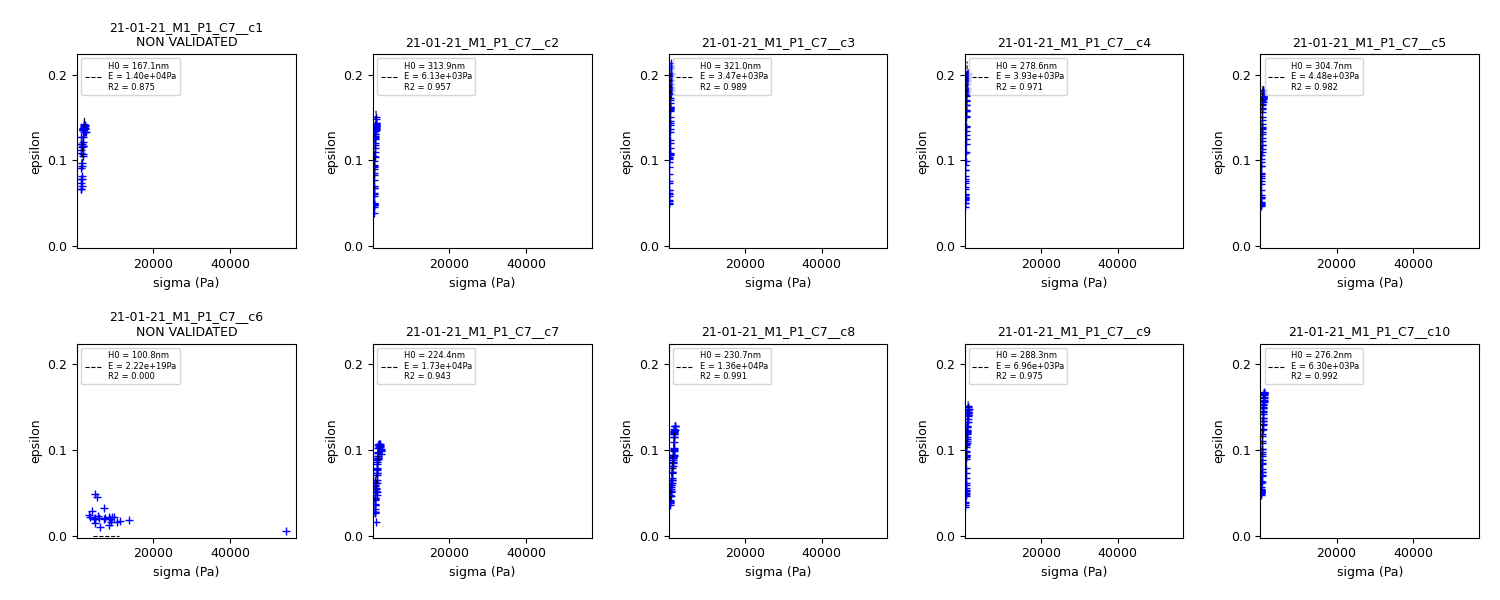 21-01-21_M1_P1_C7__c1
NON VALIDATED
H0 = 167.1nm
E = 1.40e+04Pa
R2 = 0.875
0.2
0.1
0.0
epsilon
20000 40000
sigma (Pa)
21-01-21_M1_P1_C7__c2
H0 = 313.9nm
E = 6.13e+03Pa
R2 = 0.957
0.2
0.1
0.0
epsilon
20000 40000
sigma (Pa)
21-01-21_M1_P1_C7__c3
H0 = 321.0nm
E = 3.47e+03Pa
R2 = 0.989
0.2
0.1
0.0
epsilon
20000 40000
sigma (Pa)
21-01-21_M1_P1_C7__c4
H0 = 278.6nm
E = 3.93e+03Pa
R2 = 0.971
0.2
0.1
0.0
epsilon
20000 40000
sigma (Pa)
21-01-21_M1_P1_C7__c5
H0 = 304.7nm
E = 4.48e+03Pa
R2 = 0.982
0.2
0.1
0.0
epsilon
20000 40000
sigma (Pa)
21-01-21_M1_P1_C7__c6
NON VALIDATED
H0 = 100.8nm
E = 2.22e+19Pa
R2 = 0.000
0.2
0.1
0.0
epsilon
20000 40000
sigma (Pa)
21-01-21_M1_P1_C7__c7
H0 = 224.4nm
E = 1.73e+04Pa
R2 = 0.943
0.2
0.1
0.0
epsilon
20000 40000
sigma (Pa)
21-01-21_M1_P1_C7__c8
H0 = 230.7nm
E = 1.36e+04Pa
R2 = 0.991
0.2
0.1
0.0
epsilon
20000 40000
sigma (Pa)
21-01-21_M1_P1_C7__c9
H0 = 288.3nm
E = 6.96e+03Pa
R2 = 0.975
0.2
0.1
0.0
epsilon
20000 40000
sigma (Pa)
21-01-21_M1_P1_C7__c10
H0 = 276.2nm
E = 6.30e+03Pa
R2 = 0.992
0.2
0.1
0.0
epsilon
20000 40000
sigma (Pa)